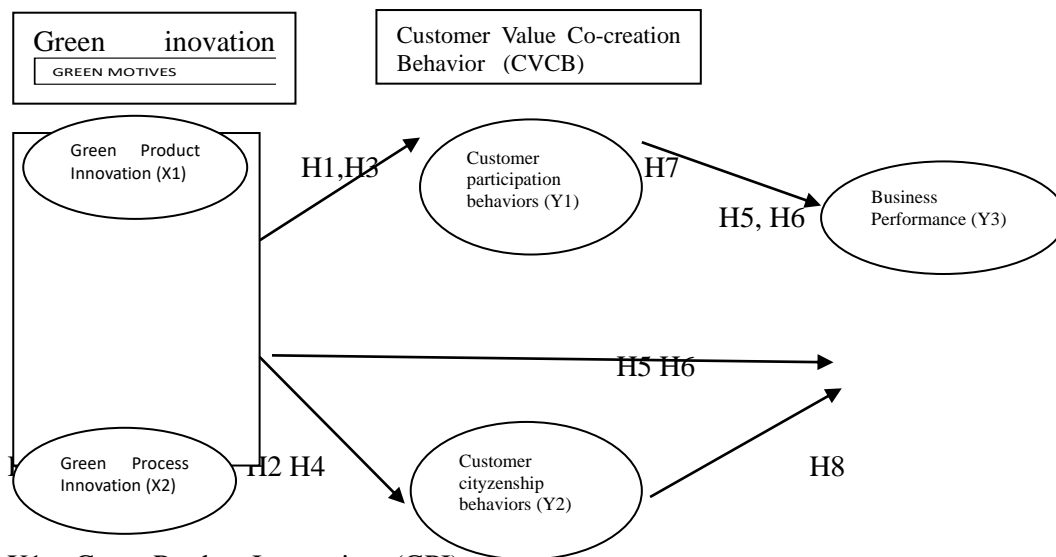 Green inovation
GREEN MOTIVES
Customer Value Co-creation
Behavior (CVCB)
Green Product
Innovation (X1)
H1,H3
Customer
participation
behaviors (Y1)
H7
H5, H6
Business
Performance (Y3)
H5 H6
Green Process
Innovation (X2)
H2 H4
Customer
cityzenship
behaviors (Y2)
H8